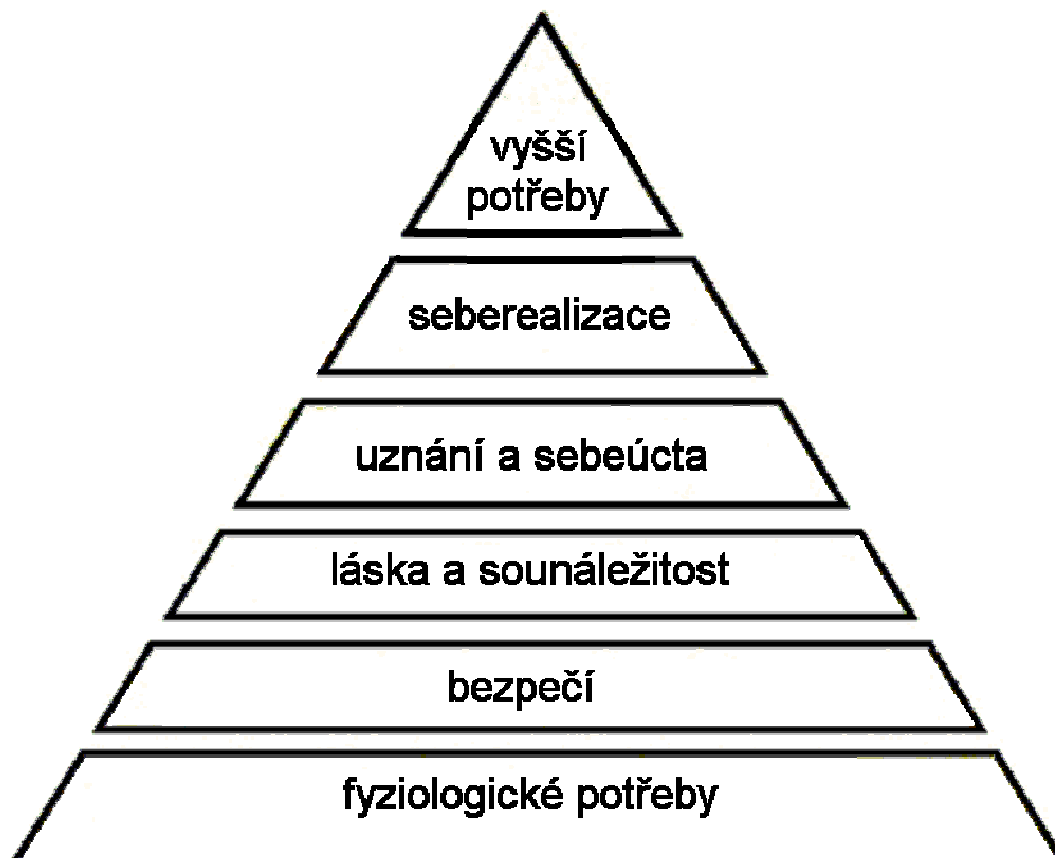 vyšší
potřeby
seberealizace
uznání a sebeúcta
láska a sounáležitost
bezpečí
fyziologické potřeby